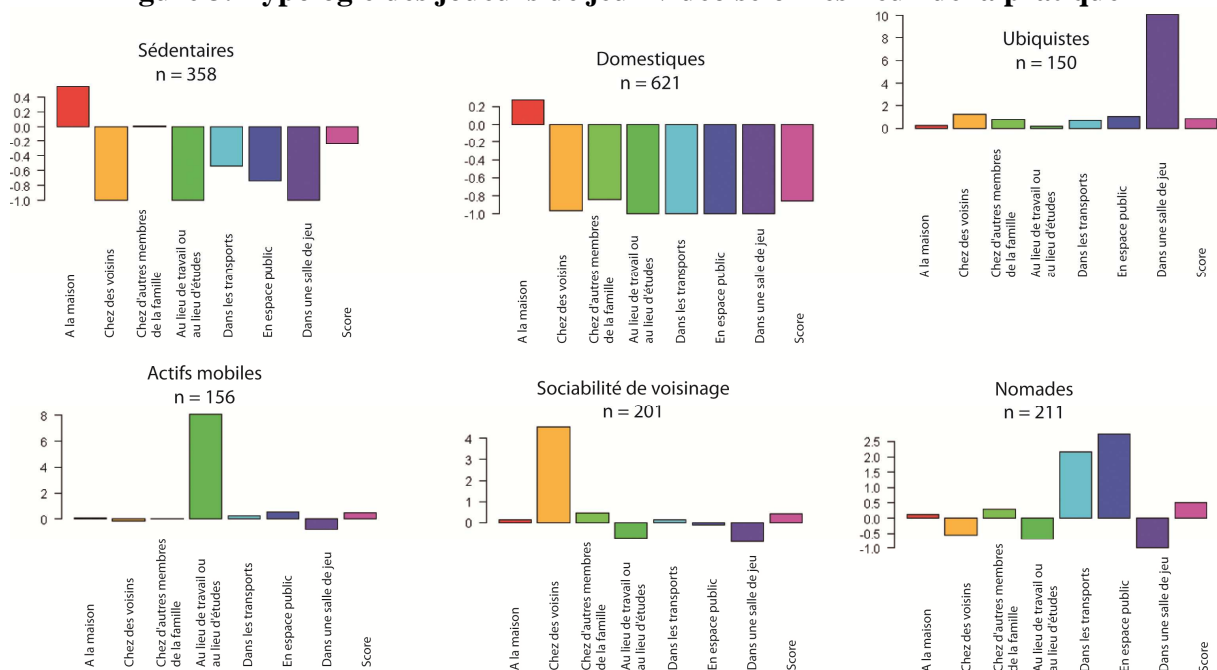 Sédentaires
n = 358
0.4
0.2
0.0
-0.2
-0.4
-0.6
-0.8
-1.0
A la maison
Chez des voisins
Chez d'autres membres
de la famille
Au lieu de travail ou
au lieu d'études
Dans les transports
En espace public
Dans une salle de jeu
Score
Domestiques
n = 621
0.2
0.0
-0.2
-0.4
-0.6
-0.8
-1.0
A la maison
Chez des voisins
Chez d'autres membres
de la famille
Au lieu de travail ou
au lieu d'études
Dans les transports
En espace public
Dans une salle de jeu
Score
Ubiquistes
n = 150
10
8
6
4
2
0
A la maison
Chez des voisins
Chez d'autres membres
de la famille
Au lieu de travail ou
au lieu d'études
Dans les transports
En espace public
Dans une salle de jeu
Score
Actifs mobiles
n = 156
8
6
4
2
0
A la maison
Chez des voisins
Chez d'autres membres
de la famille
Au lieu de travail ou
au lieu d'études
Dans les transports
En espace public
Dans une salle de jeu
Score
Sociabilité de voisinage
n = 201
4
3
2
1
0
A la maison
Chez des voisins
Chez d'autres membres
de la famille
Au lieu de travail ou
au lieu d'études
Dans les transports
En espace public
Dans une salle de jeu
Score
Nomades
n = 211
2.5
2.0
1.5
1.0
0.5
0.0
-0.5
-1.0
A la maison
Chez des voisins
Chez d'autres membres
de la famille
Au lieu de travail ou
au lieu d'études
Dans les transports
En espace public
Dans une salle de jeu
Score